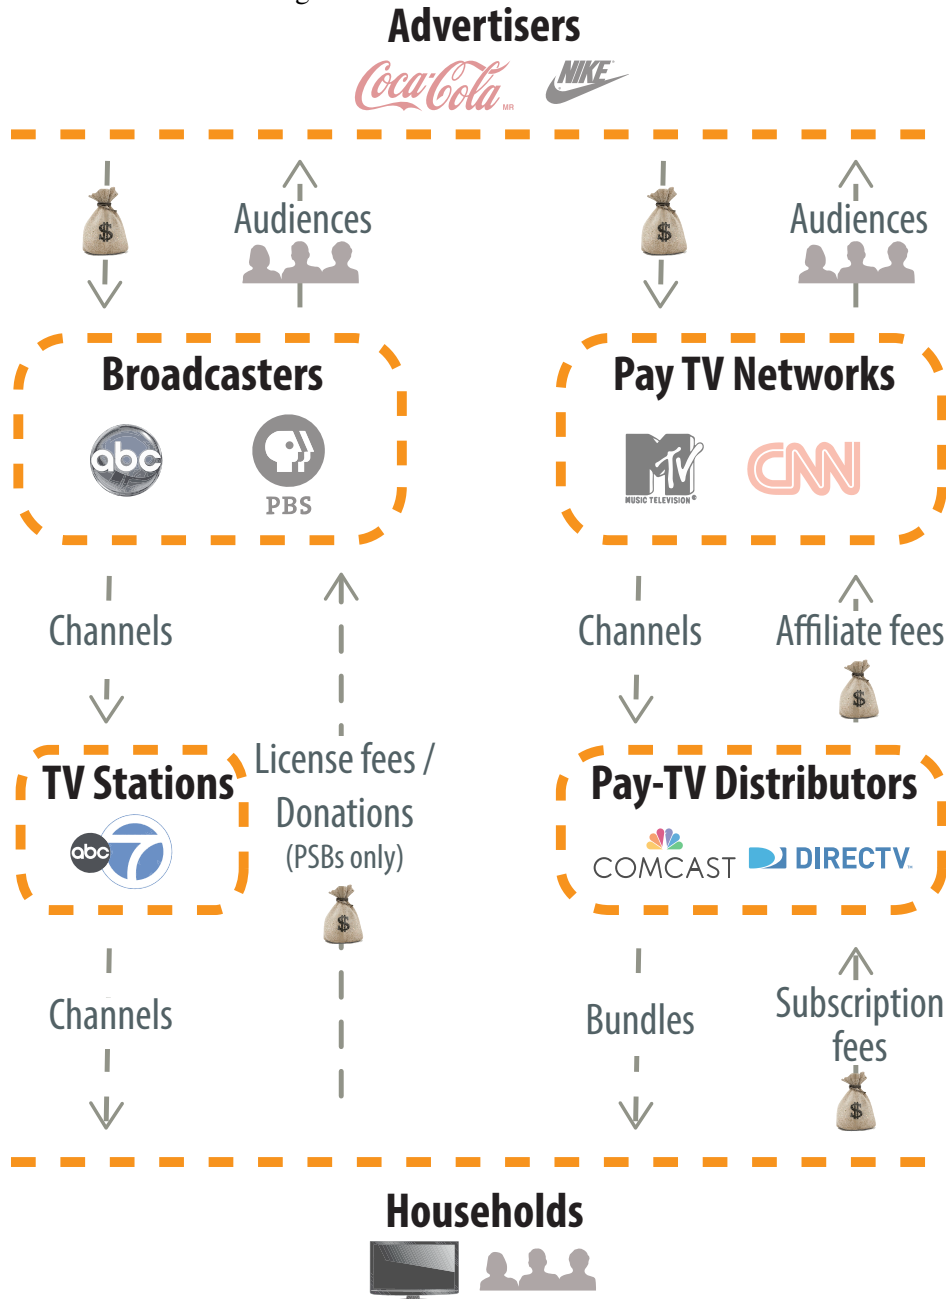 Advertisers
Coca-Cola MR
NIKE
$
Audiences
$
Audiences
Broadcasters
abc
PBS
Pay TV Networks
MTV
MUSIC TELEVISION ®
CNN
Channels
Channels
Affiliate fees
$
TV Stations
abc 7
License fees /
Donations
(PSBs only)
$
Pay-TV Distributors
COMCAST
DIRECTV
Channels
Bundles
Subscription
fees
$
Households